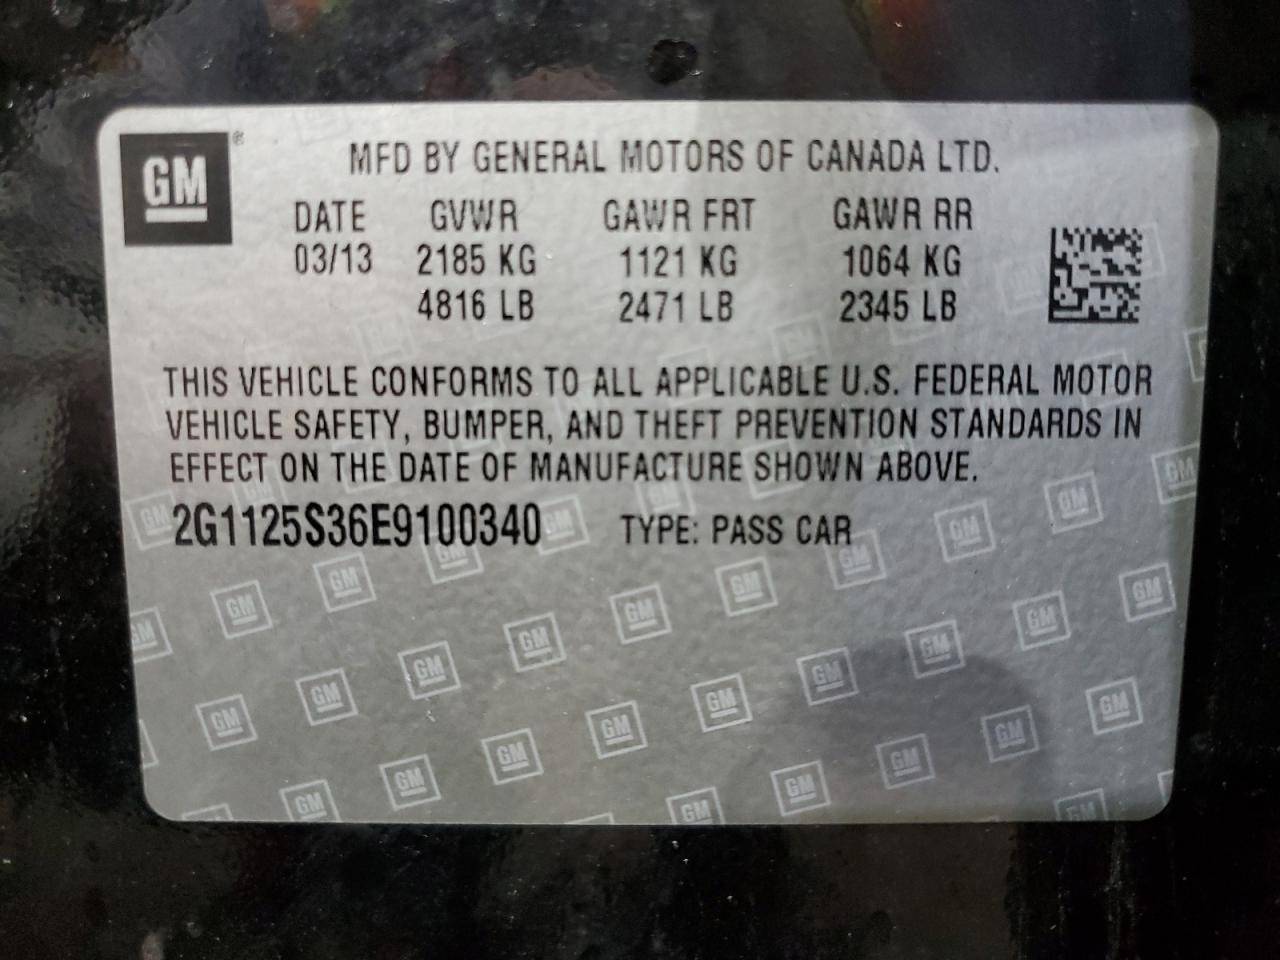 GM ®
MFD BY GENERAL MOTORS OF CANADA LTD.
DATE GVWR GAWR FRT GAWR RR
03/13 2185 KG 1121 KG 1064 KG
4816 LB 2471 LB 2345 LB
THIS VEHICLE CONFORMS TO ALL APPLICABLE U.S. FEDERAL MOTOR
VEHICLE SAFETY, BUMPER, AND THEFT PREVENTION STANDARDS IN
EFFECT ON THE DATE OF MANUFACTURE SHOWN ABOVE.
2G1125S36E9100340 TYPE: PASS CAR